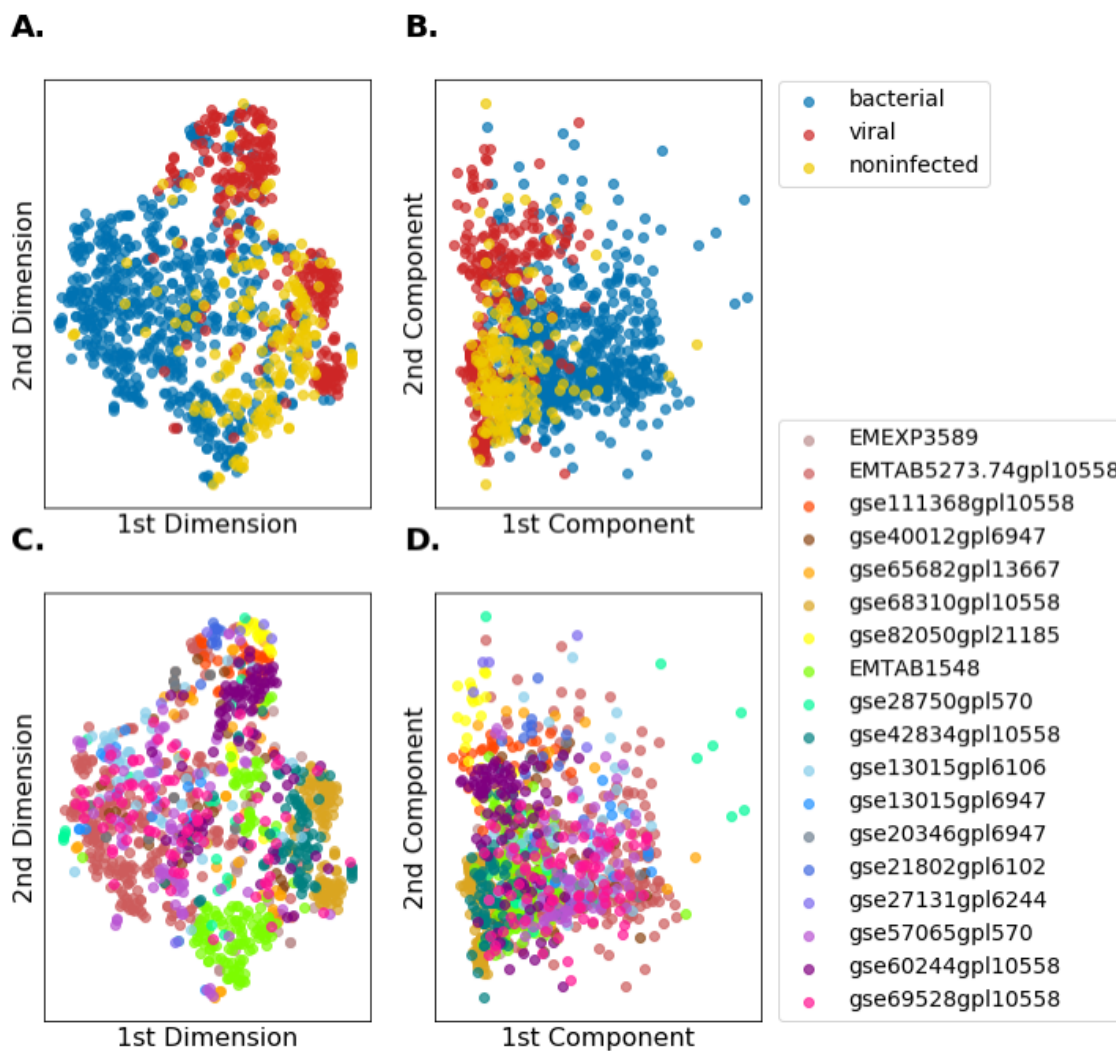 A.
B.
2nd Dimension
1st Dimension
2nd Component
1st Component
bacterial
viral
noninfected
C.
D.
2nd Dimension
1st Dimension
2nd Component
1st Component
EMEXP3589
EMTAB5273.74gpl10558
gse111368gpl10558
gse40012gpl6947
gse65682gpl13667
gse68310gpl10558
gse82050gpl21185
EMTAB1548
gse28750gpl570
gse42834gpl10558
gse13015gpl6106
gse13015gpl6947
gse20346gpl6947
gse21802gpl6102
gse27131gpl6244
gse57065gpl570
gse60244gpl10558
gse69528gpl10558